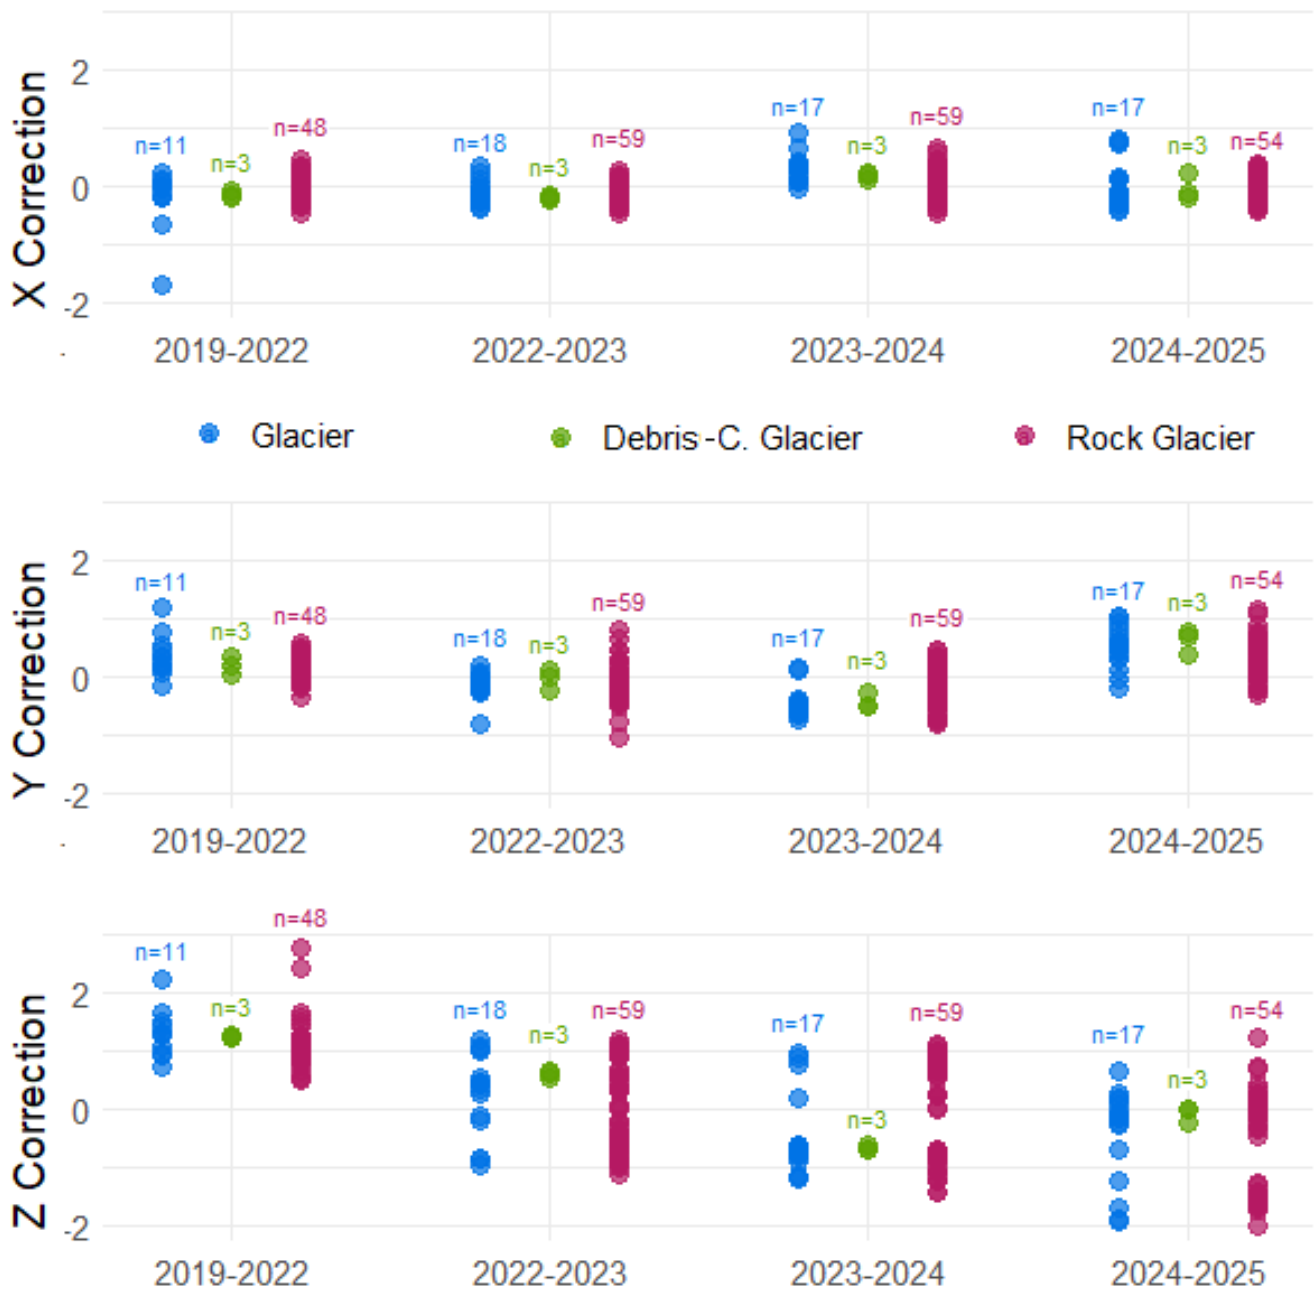 X Correction
2
0
-2
n=11
n=3
n=48
n=18
n=3
n=59
n=17
n=3
n=59
n=17
n=3
n=54
2019-2022 2022-2023 2023-2024 2024-2025
Glacier Debris-C. Glacier Rock Glacier
Y Correction
2
0
-2
n=11
n=3
n=48
n=18
n=3
n=59
n=17
n=3
n=59
n=17
n=3
n=54
2019-2022 2022-2023 2023-2024 2024-2025
Z Correction
2
0
-2
n=11
n=3
n=48
n=18
n=3
n=59
n=17
n=3
n=59
n=17
n=3
n=54
2019-2022 2022-2023 2023-2024 2024-2025